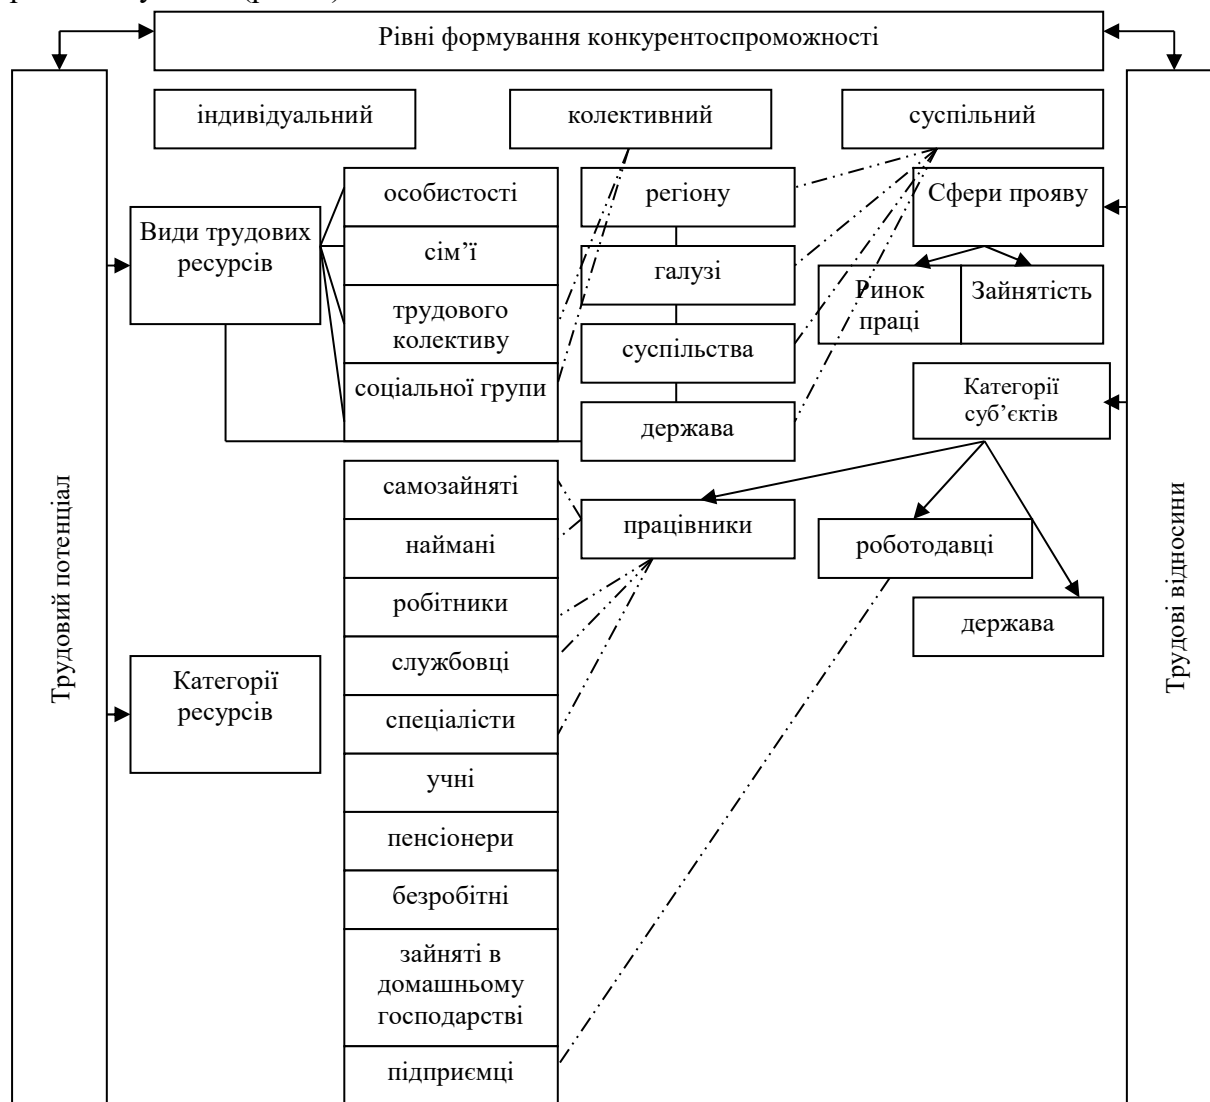 Рівні формування конкурентоспроможності
індивідуальний
колективний
суспільний
Трудовий потенціал
Види трудових
ресурсів
особистості
сім’ї
трудового
колективу
соціальної групи
регіону
галузі
суспільства
держава
Сфери прояву
Ринок
праці
Зайнятість
Категорії
суб’єктів
Категорії
ресурсів
самозайняті
наймані
робітники
службовці
спеціалісти
учні
пенсіонери
безробітні
зайняті в
домашньому
господарстві
підприємці
працівники
роботодавці
держава
Трудові відносини